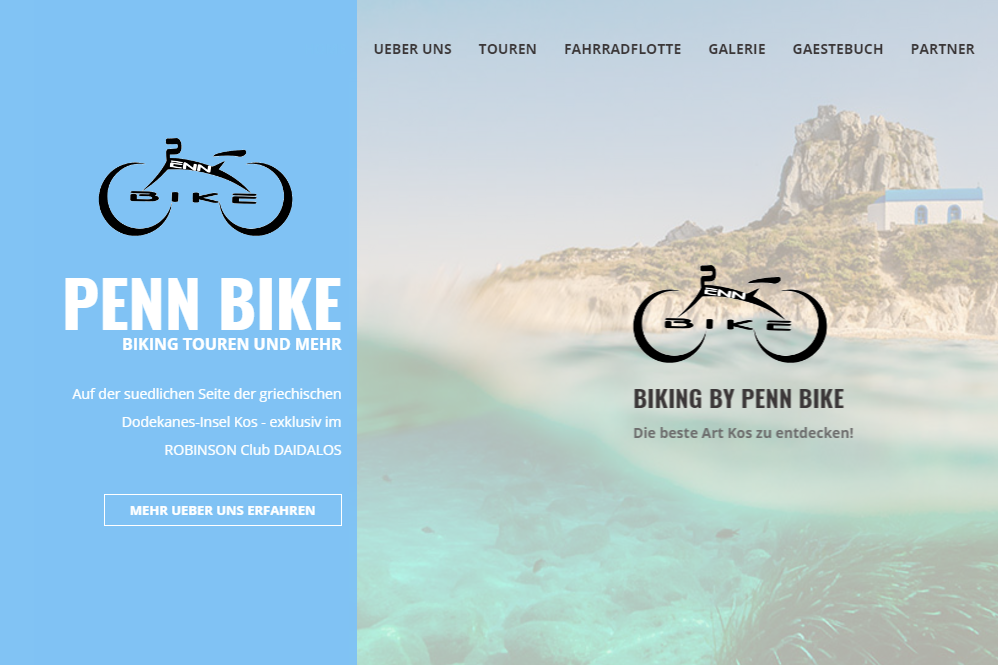 UEBER UNS TOUREN FAHRRADFLOTTE GALERIE GAESTEBUCH PARTNER
PENN
BIKE
PENN BIKE
BIKING TOUREN UND MEHR
Auf der suedlichen Seite der griechischen
Dodekanes-Insel Kos - exklusiv im
ROBINSON Club DAIDALOS
MEHR UEBER UNS ERFAHREN
PENN
BIKE
BIKING BY PENN BIKE
Die beste Art Kos zu entdecken!